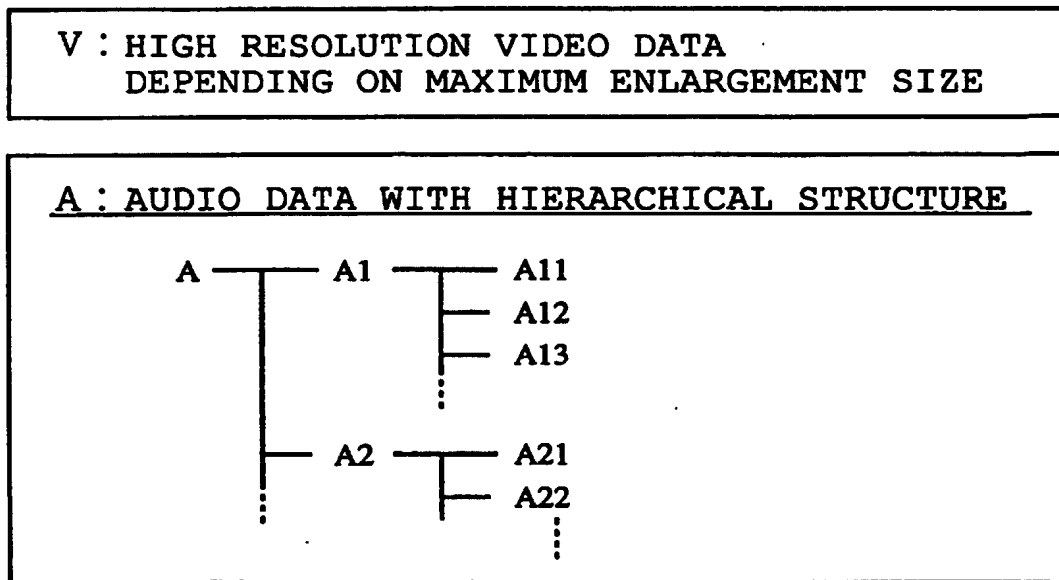 V : HIGH RESOLUTION VIDEO DATA
DEPENDING ON MAXIMUM ENLARGEMENT SIZE
A : AUDIO DATA WITH HIERARCHICAL STRUCTURE
A A1 A11
A12
A13
A2 A21
A22